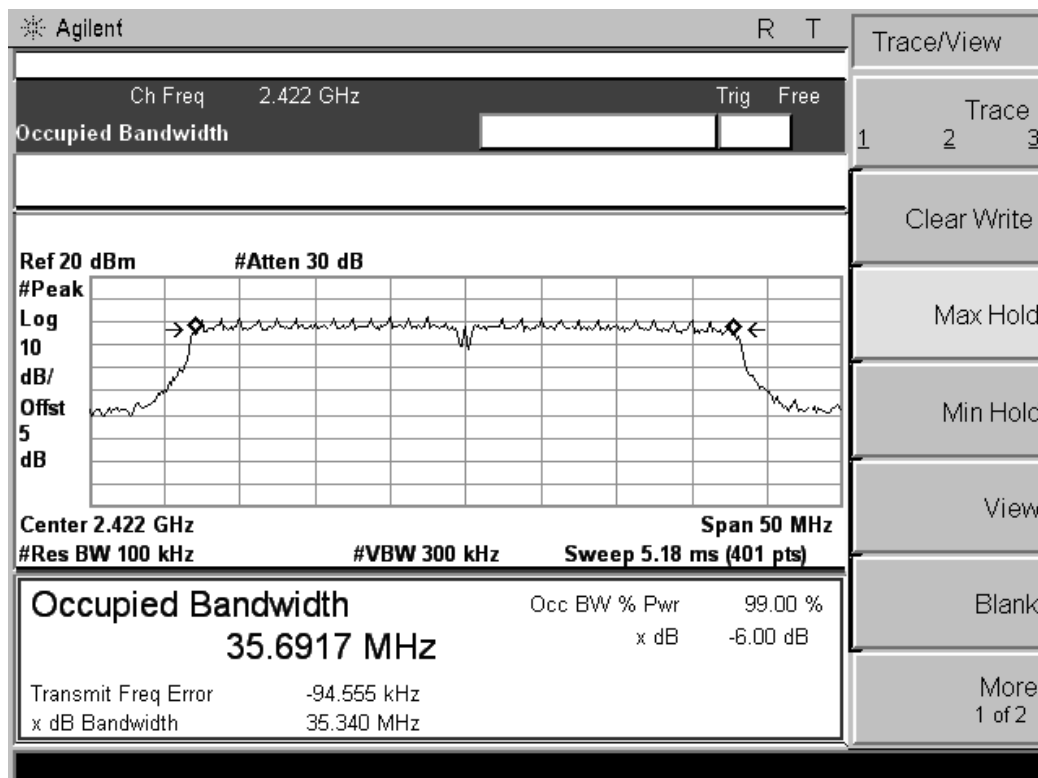 Agilent R T
Ch Freq 2.422 GHz Trig Free
Occupied Bandwidth
Ref 20 dBm #Atten 30 dB
#Peak
Log
10
dB/
Offst
5
dB
Center 2.422 GHz Span 50 MHz
#Res BW 100 kHz #VBW 300 kHz Sweep 5.18 ms (401 pts)
Occupied Bandwidth
35.6917 MHz
Occ BW % Pwr 99.00 %
x dB -6.00 dB
Transmit Freq Error -94.555 kHz
x dB Bandwidth 35.340 MHz
Trace/View
Trace
1 2 3
Clear Write
Max Hold
Min Hold
View
Blank
More
1 of 2